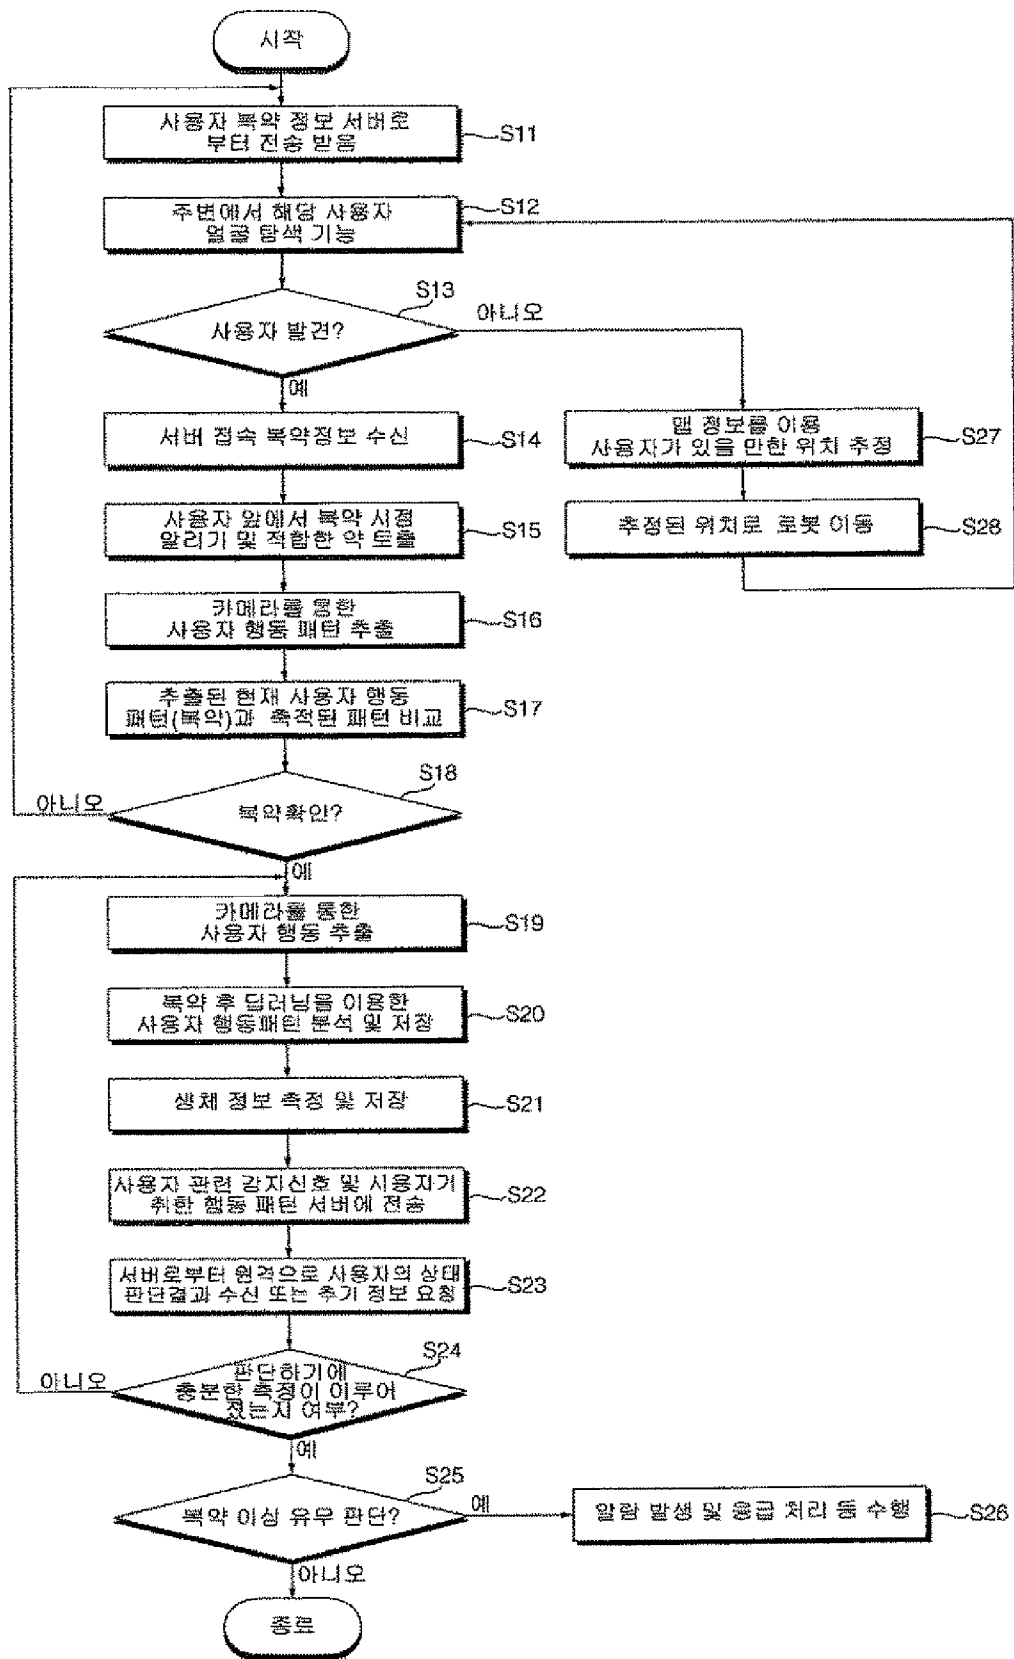 시작
사용자 복약 정보 서버로
부터 전송 받음
S11
주변에서 해당 사용자
얼굴 탐색 기능
S12
S13
사용자 발견?
아니오
예
서버 접속 복약정보 수신
S14
맵 정보를 이용
사용자가 있을 만한 위치 추정
S27
사용자 앞에서 복약 시점
알리기 및 적합한 약 토출
S15
추정된 위치로 로봇 이동
S28
카메라를 통한
사용자 행동 패턴 추출
S16
추출된 현재 사용자 행동
패턴(복약)과 축적된 패턴 비교
S17
S18
아니오
복약확인?
예
카메라를 통한
사용자 행동 추출
S19
복약 후 딥러닝을 이용한
사용자 행동패턴 분석 및 저장
S20
생체 정보 측정 및 저장
S21
사용자 관련 감지신호 및 사용자가
취한 행동 패턴 서버에 전송
S22
서버로부터 원격으로 사용자의 상태
판단결과 수신 또는 추가 정보 요청
S23
S24
아니오
판단하기에
충분한 측정이 이루어
졌는지 여부?
예
S25
복약 이상 유무 판단?
예
알람 발생 및 응급 처리 등 수행
S26
아니오
종료